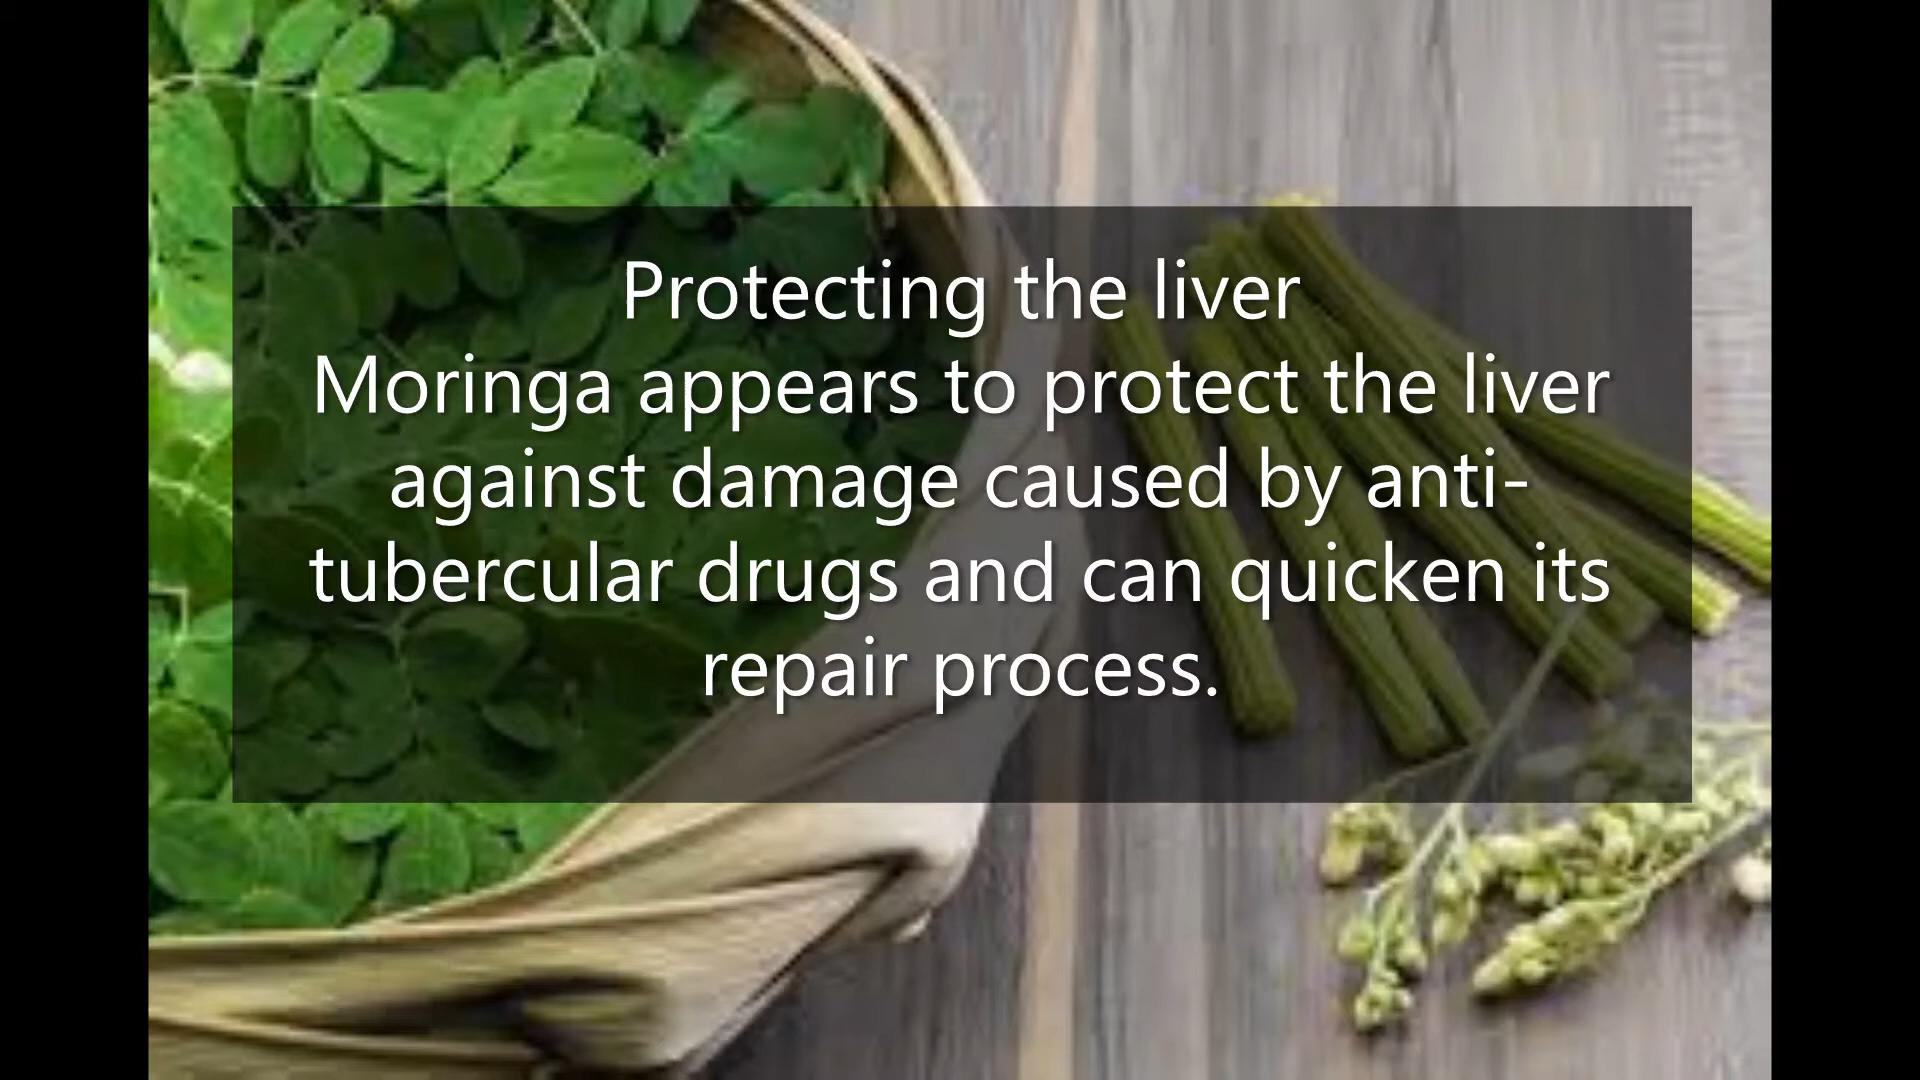 Protecting the liver
Moringa appears to protect the liver
against damage caused by anti-
tubercular drugs and can quicken its
repair process.